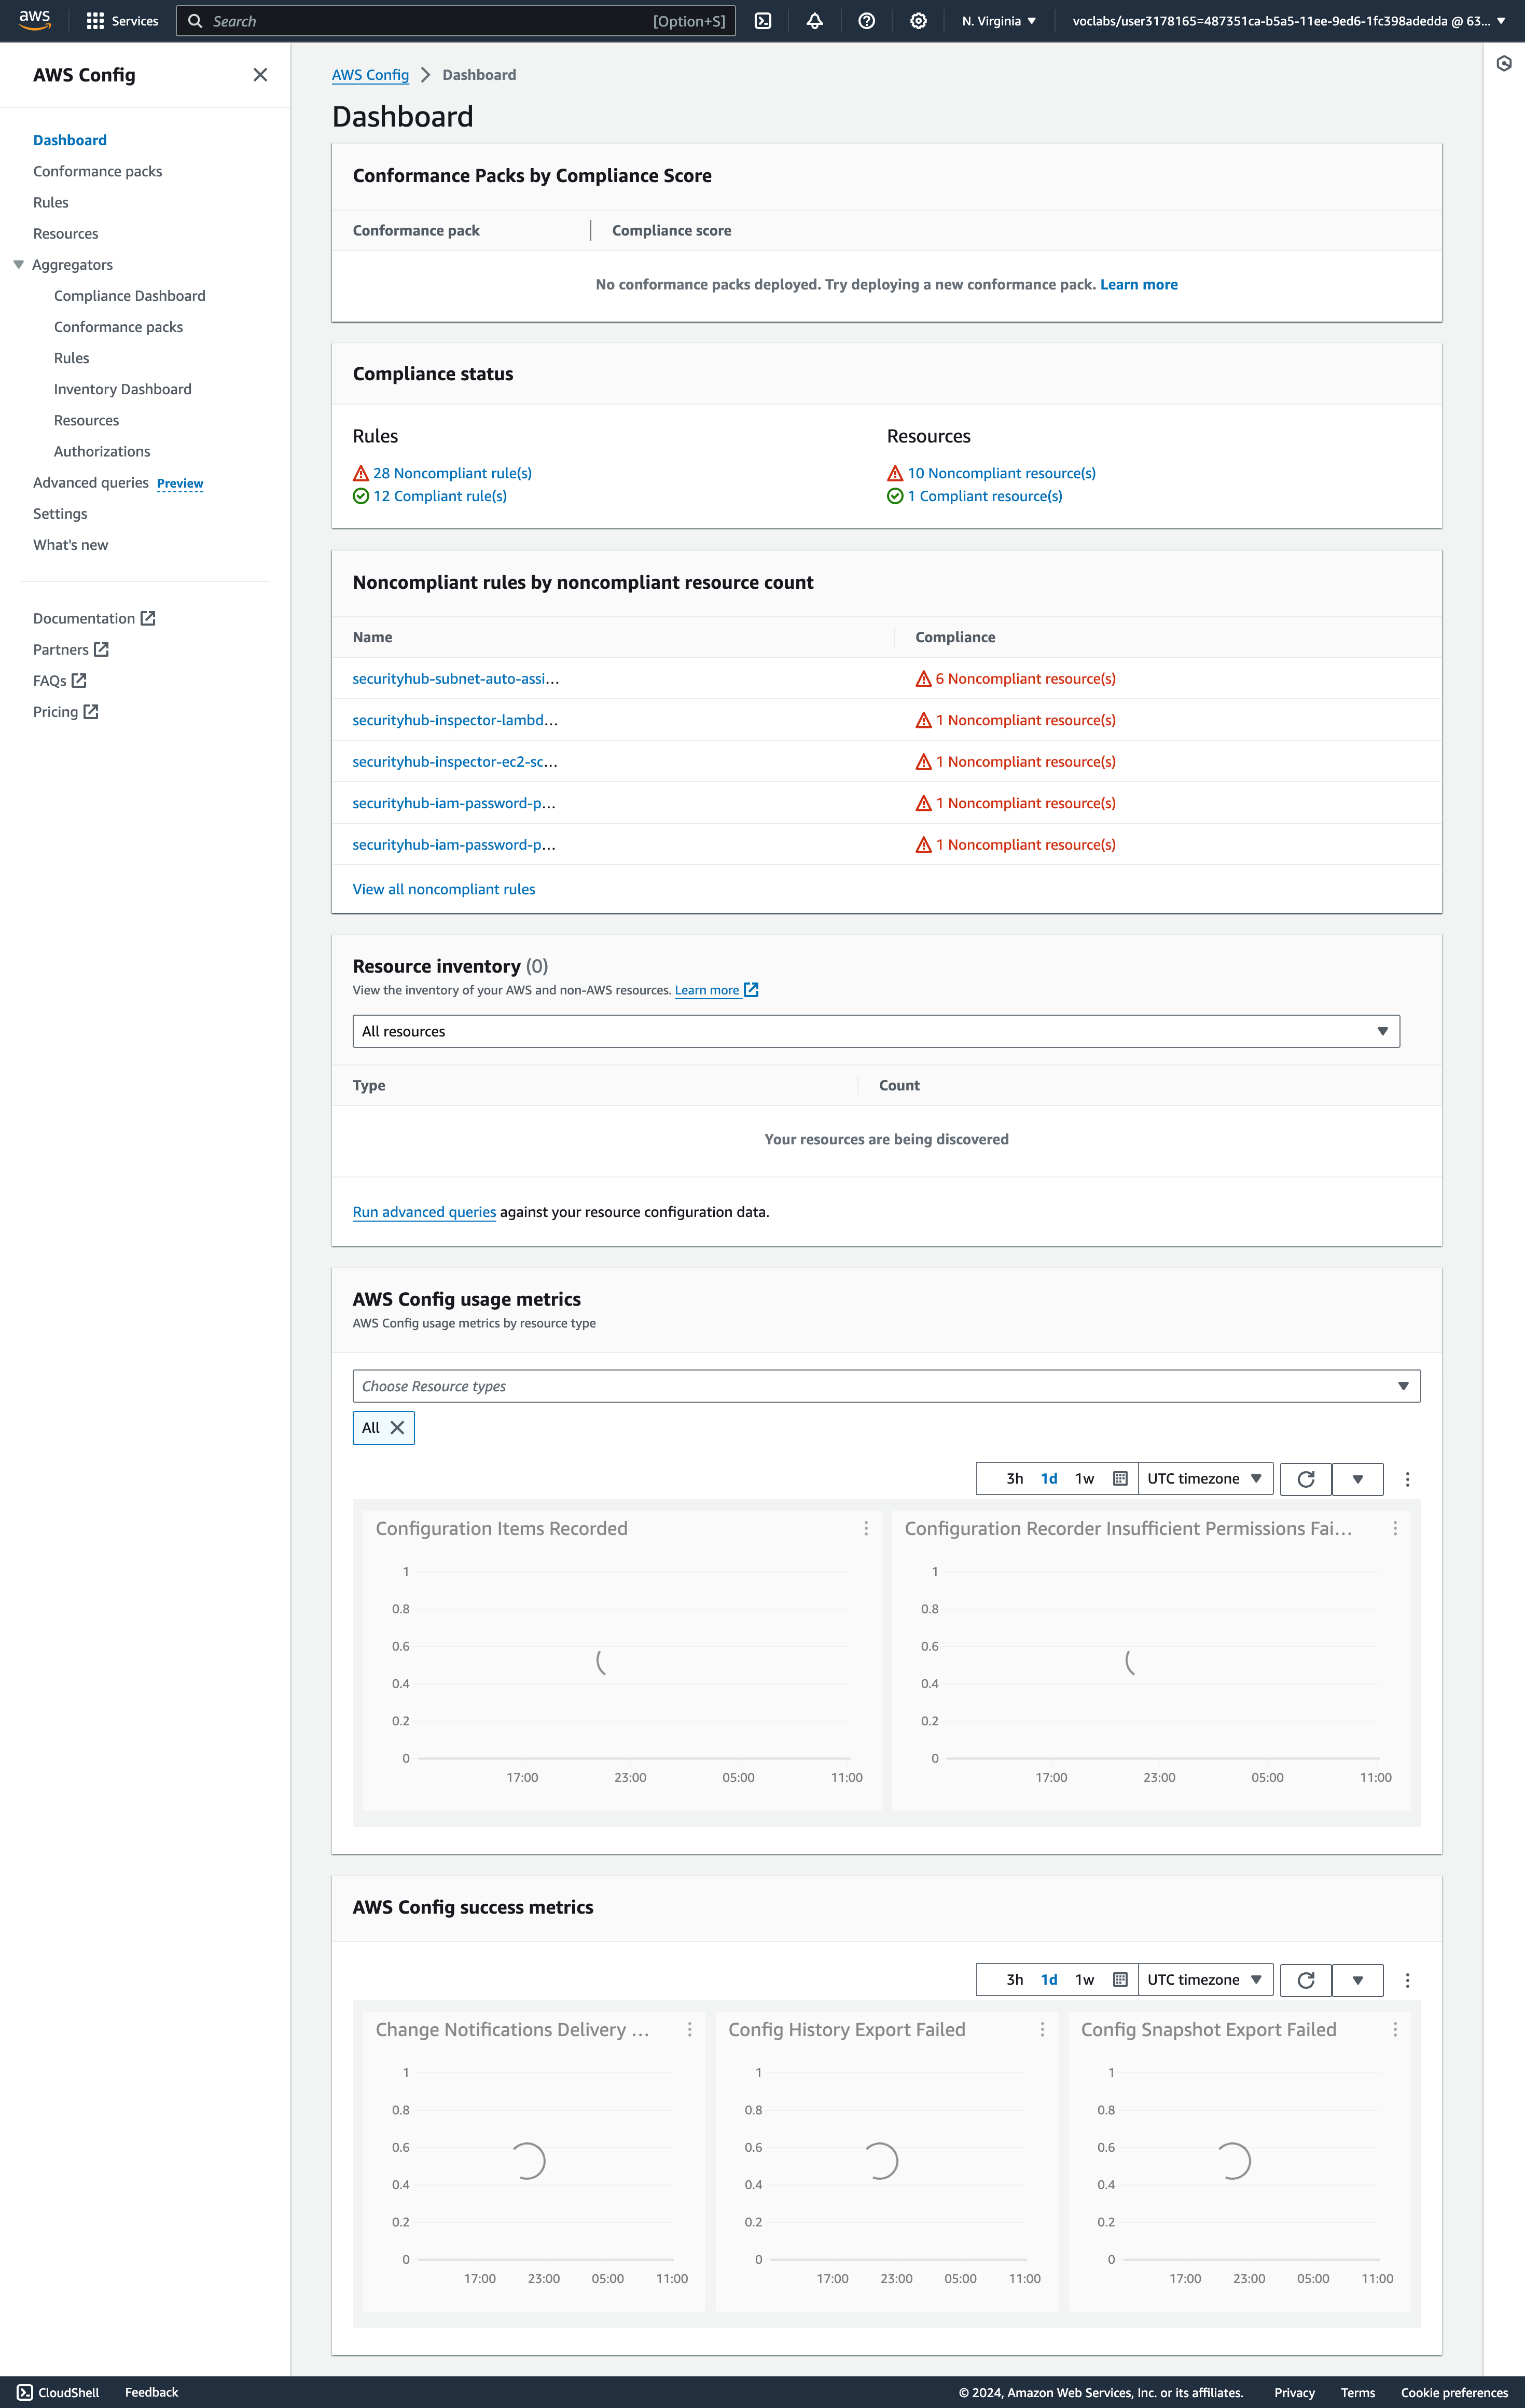 aws
Services
Search
[Option+S]
N. Virginia
voclabs/user3178165=487351ca-b5a5-11ee-9ed6-1fc398adedda @ 63...
AWS Config
Dashboard
Conformance packs
Rules
Resources
Aggregators
Compliance Dashboard
Conformance packs
Rules
Inventory Dashboard
Resources
Authorizations
Advanced queries Preview
Settings
What's new
Documentation
Partners
FAQs
Pricing
AWS Config > Dashboard
Dashboard
Conformance Packs by Compliance Score
Conformance pack Compliance score
No conformance packs deployed. Try deploying a new conformance pack. Learn more
Compliance status
Rules
28 Noncompliant rule(s)
12 Compliant rule(s)
Resources
10 Noncompliant resource(s)
1 Compliant resource(s)
Noncompliant rules by noncompliant resource count
Name Compliance
securityhub-subnet-auto-assi... 6 Noncompliant resource(s)
securityhub-inspector-lambd... 1 Noncompliant resource(s)
securityhub-inspector-ec2-sc... 1 Noncompliant resource(s)
securityhub-iam-password-p... 1 Noncompliant resource(s)
securityhub-iam-password-p... 1 Noncompliant resource(s)
View all noncompliant rules
Resource inventory (0)
View the inventory of your AWS and non-AWS resources. Learn more
All resources
Type Count
Your resources are being discovered
Run advanced queries against your resource configuration data.
AWS Config usage metrics
AWS Config usage metrics by resource type
Choose Resource types
All
3h 1d 1w UTC timezone
Configuration Items Recorded
1
0.8
0.6
0.4
0.2
0
17:00 23:00 05:00 11:00
Configuration Recorder Insufficient Permissions Fai...
1
0.8
0.6
0.4
0.2
0
17:00 23:00 05:00 11:00
AWS Config success metrics
3h 1d 1w UTC timezone
Change Notifications Delivery ...
1
0.8
0.6
0.4
0.2
0
17:00 23:00 05:00 11:00
Config History Export Failed
1
0.8
0.6
0.4
0.2
0
17:00 23:00 05:00 11:00
Config Snapshot Export Failed
1
0.8
0.6
0.4
0.2
0
17:00 23:00 05:00 11:00
CloudShell Feedback © 2024, Amazon Web Services, Inc. or its affiliates. Privacy Terms Cookie preferences